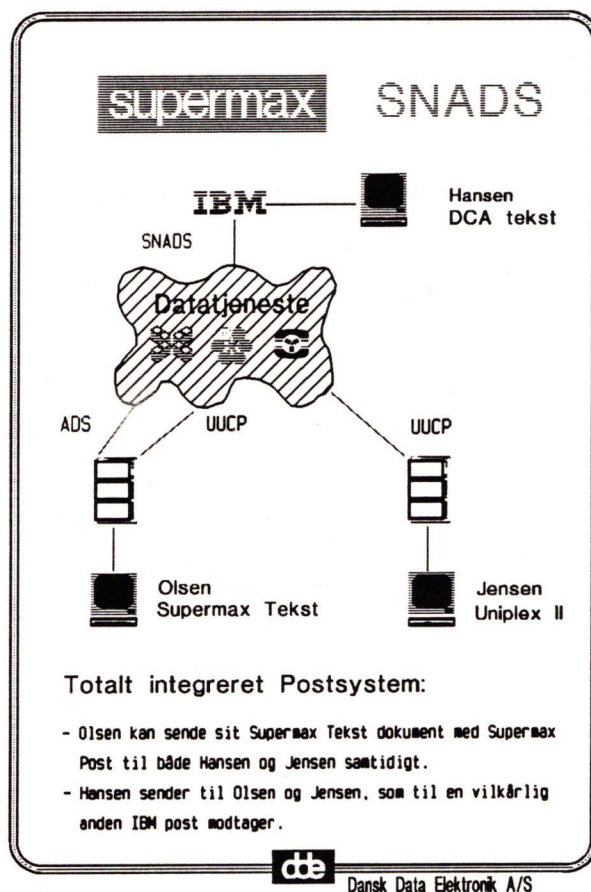 supermax SNADS
IBM
Hansen
DCA tekst
SNADS
Datatjeneste
ADS
UUCP
UUCP
Olsen
Supermax Tekst
Jensen
Uniplex II
Totalt integreret Postsystem:
- Olsen kan sende sit Supermax Tekst dokument med Supermax
Post til både Hansen og Jensen samtidigt.
- Hansen sender til Olsen og Jensen, som til en vilkårlig
anden IBM post modtager.
dde
Dansk Data Elektronik A/S